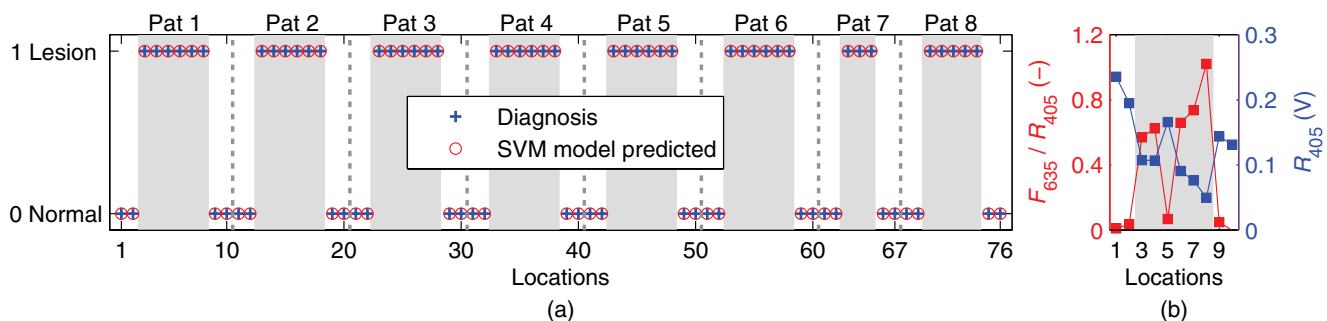 Pat 1 Pat 2 Pat 3 Pat 4 Pat 5 Pat 6 Pat 7 Pat 8
1 Lesion
0 Normal
Diagnosis
SVM model predicted
1 10 20 30 40 50 60 67 76
Locations
(a)
F635 / R405 (–)
1.2
0.8
0.4
0
R405 (V)
0.3
0.2
0.1
0
1 3 5 7 9
Locations
(b)